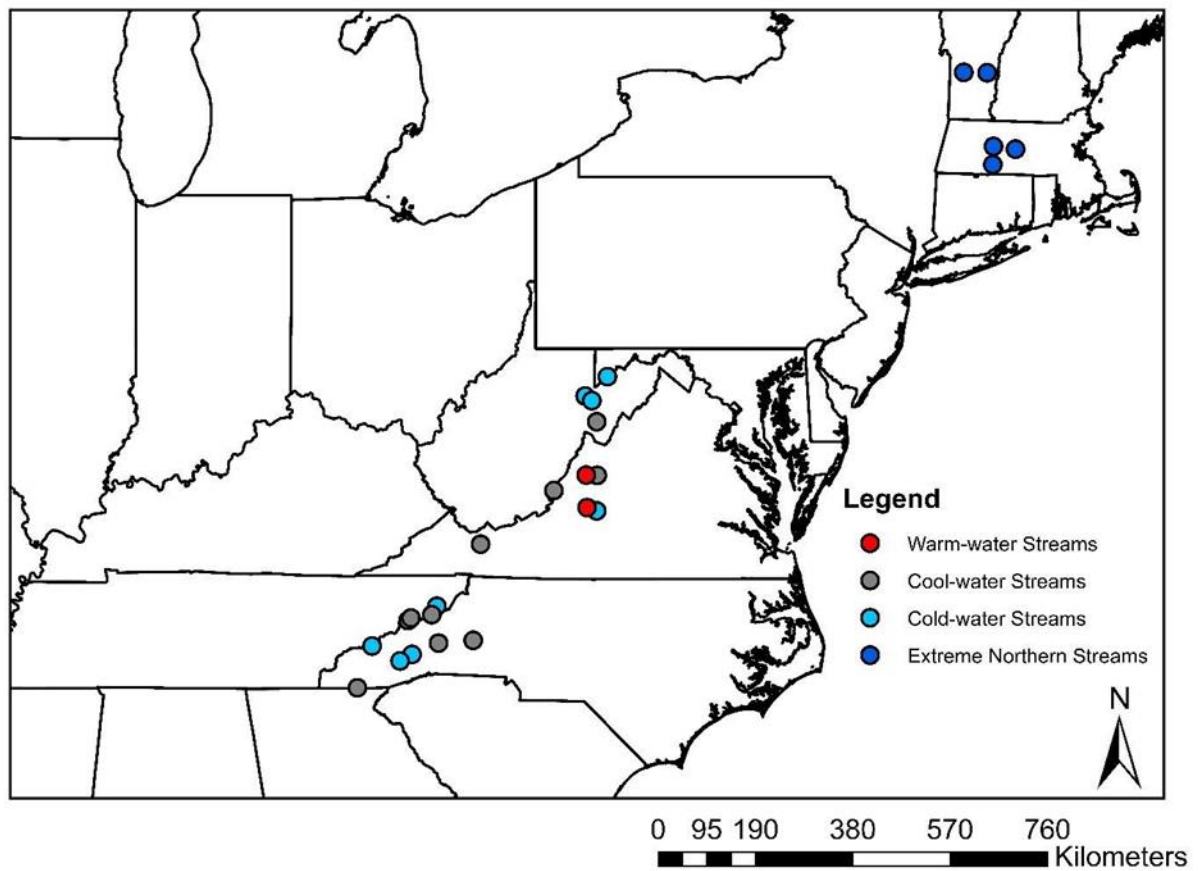 Legend
Warm-water Streams
Cool-water Streams
Cold-water Streams
Extreme Northern Streams
N
0 95 190 380 570 760
Kilometers